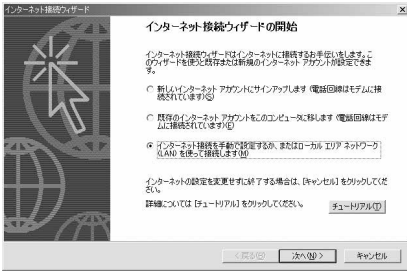 インターネット接続ウィザード
インターネット接続ウィザードの開始
インターネット接続ウィザードはインターネットに接続するお手伝いをします。こ
のウィザードを使うと既存または新規のインターネット アカウントが設定できま
す。
新しいインターネット アカウントにサインアップします (電話回線はモデムに接
続されています)(S)
既存のインターネット アカウントをこのコンピュータに移します (電話回線はモデ
ムに接続されています)(E)
インターネット接続を手動で設定するか、またはローカル エリア ネットワーク
(LAN) を使って接続します(M)
インターネットの設定を変更せずに終了する場合は、[キャンセル] をクリックしてくだ
さい。
詳細については [チュートリアル] をクリックしてください。
チュートリアル(T)
< 戻る(B)
次へ(N) >
キャンセル